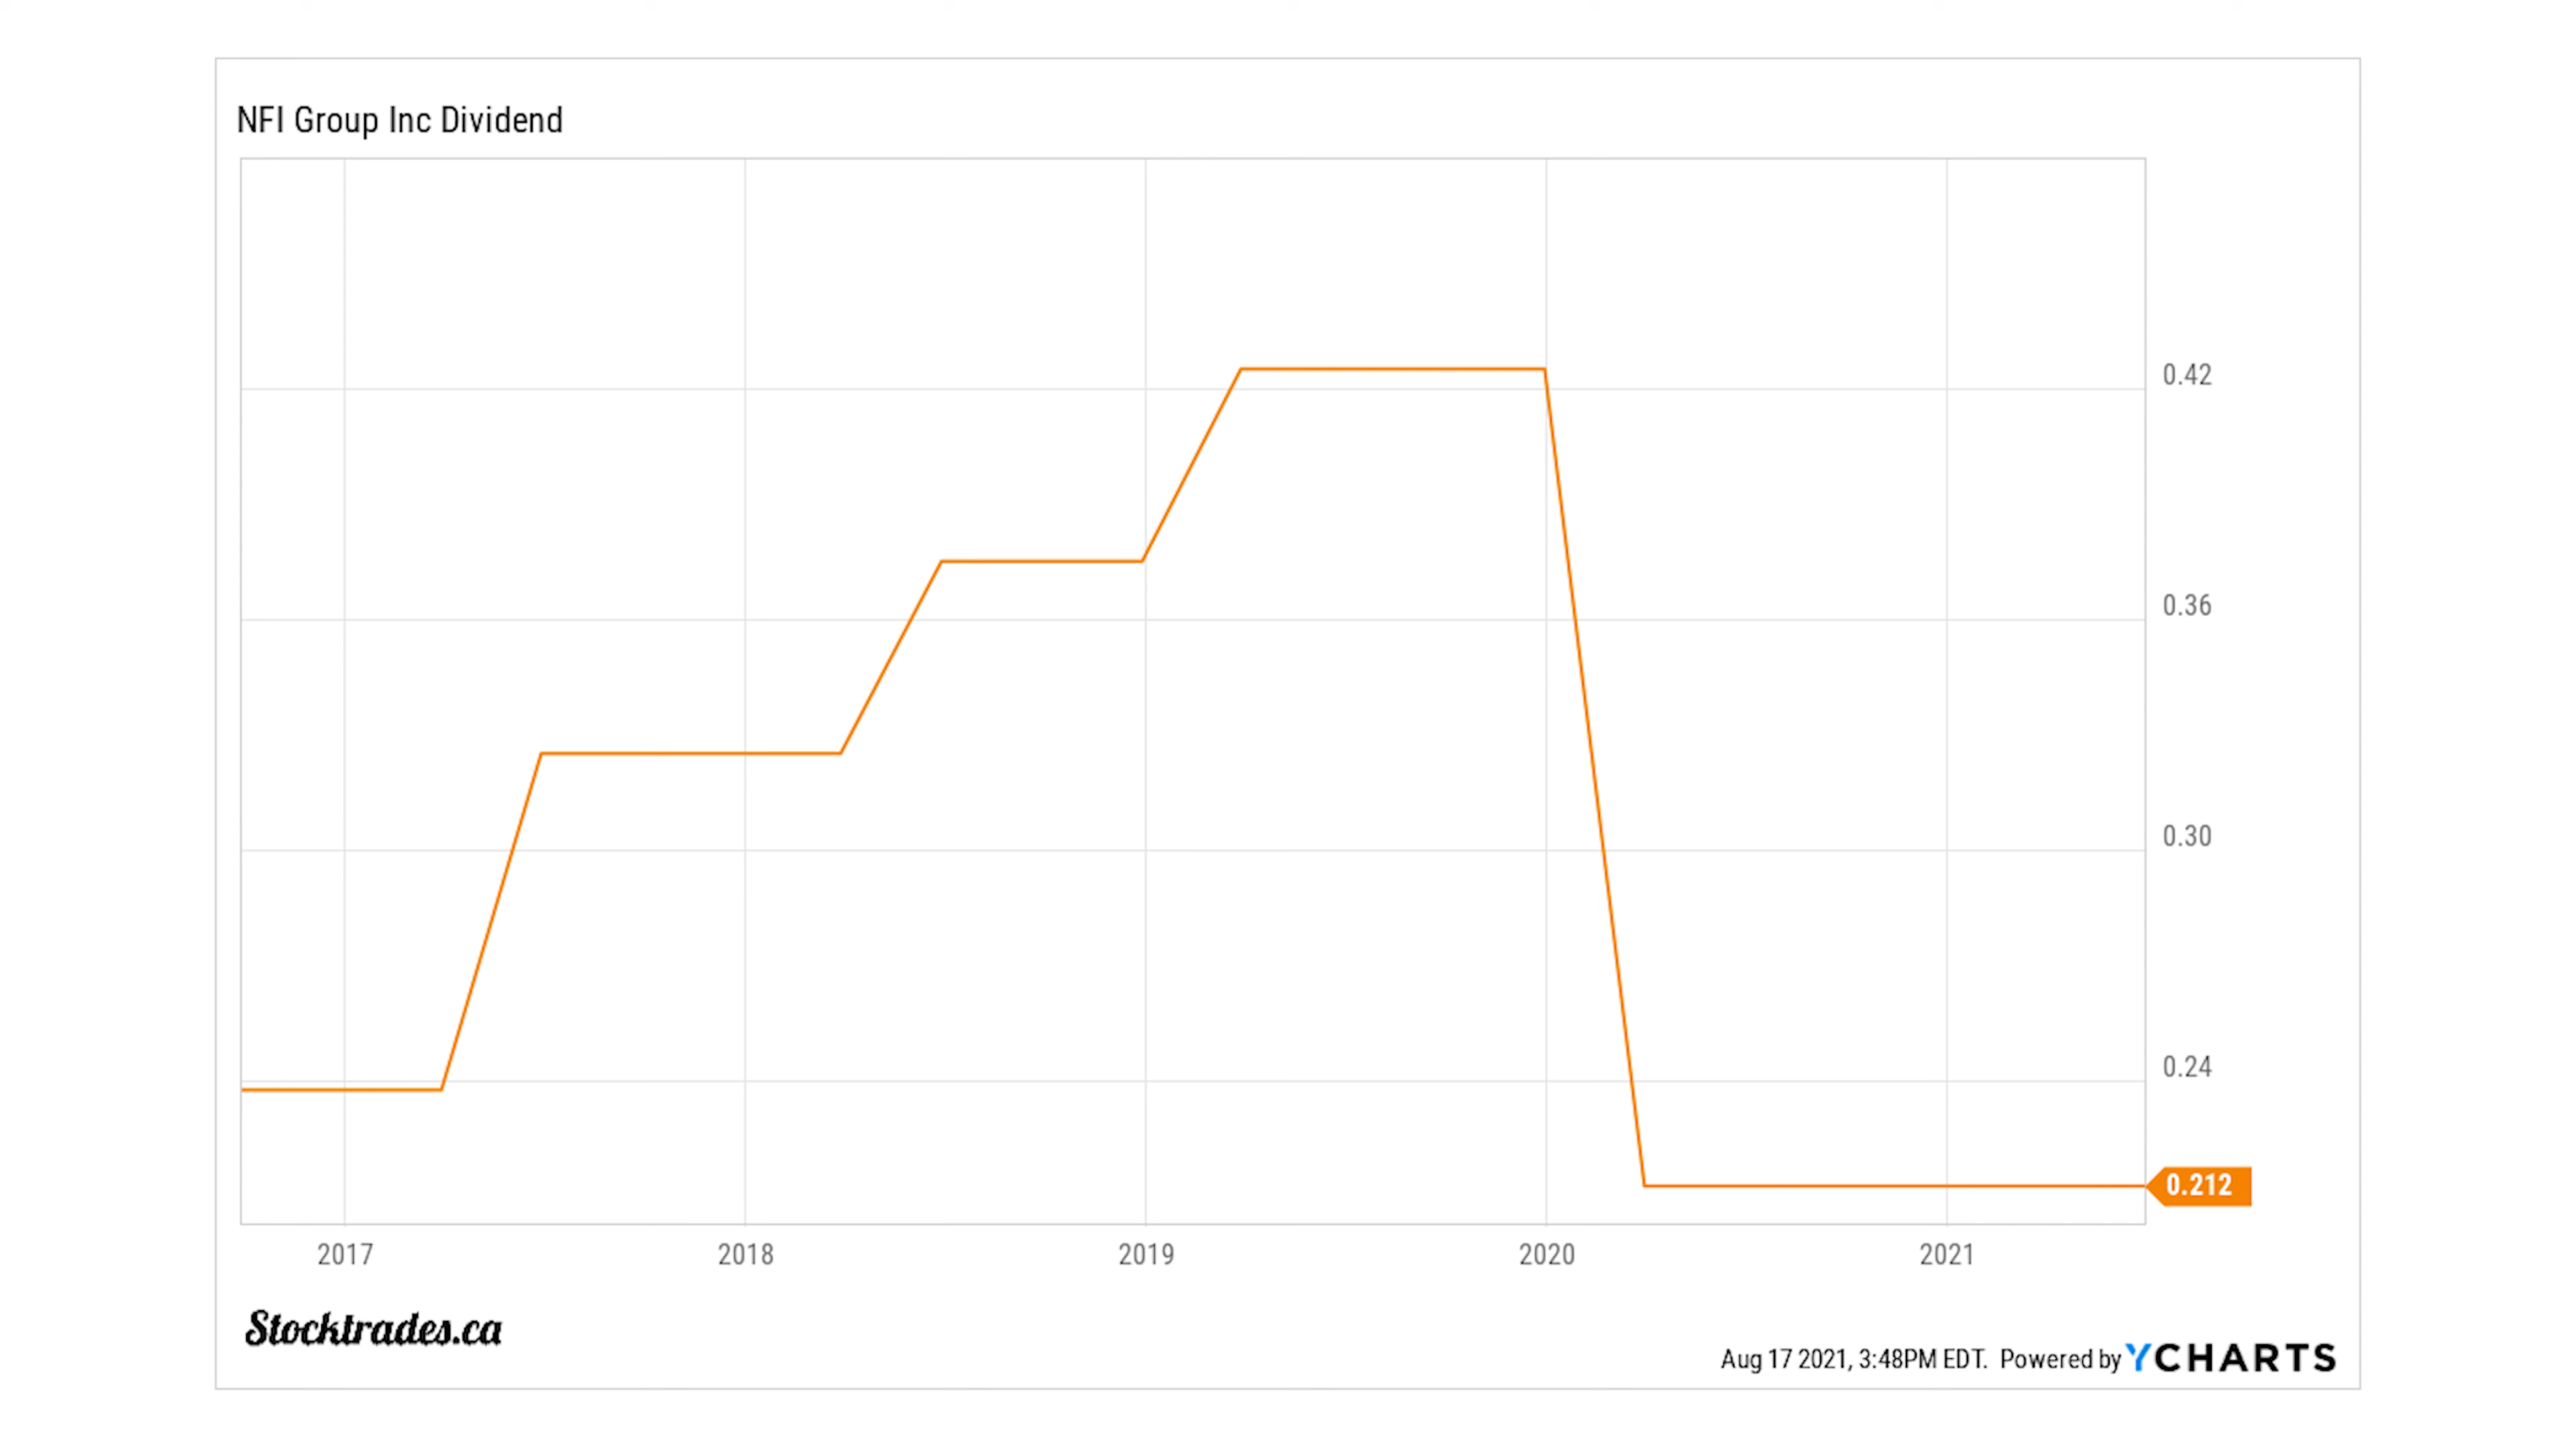 NFI Group Inc Dividend
0.42
0.36
0.30
0.24
0.212
2017 2018 2019 2020 2021
Stocktrades.ca
Aug 17 2021, 3:48PM EDT. Powered by YCHARTS